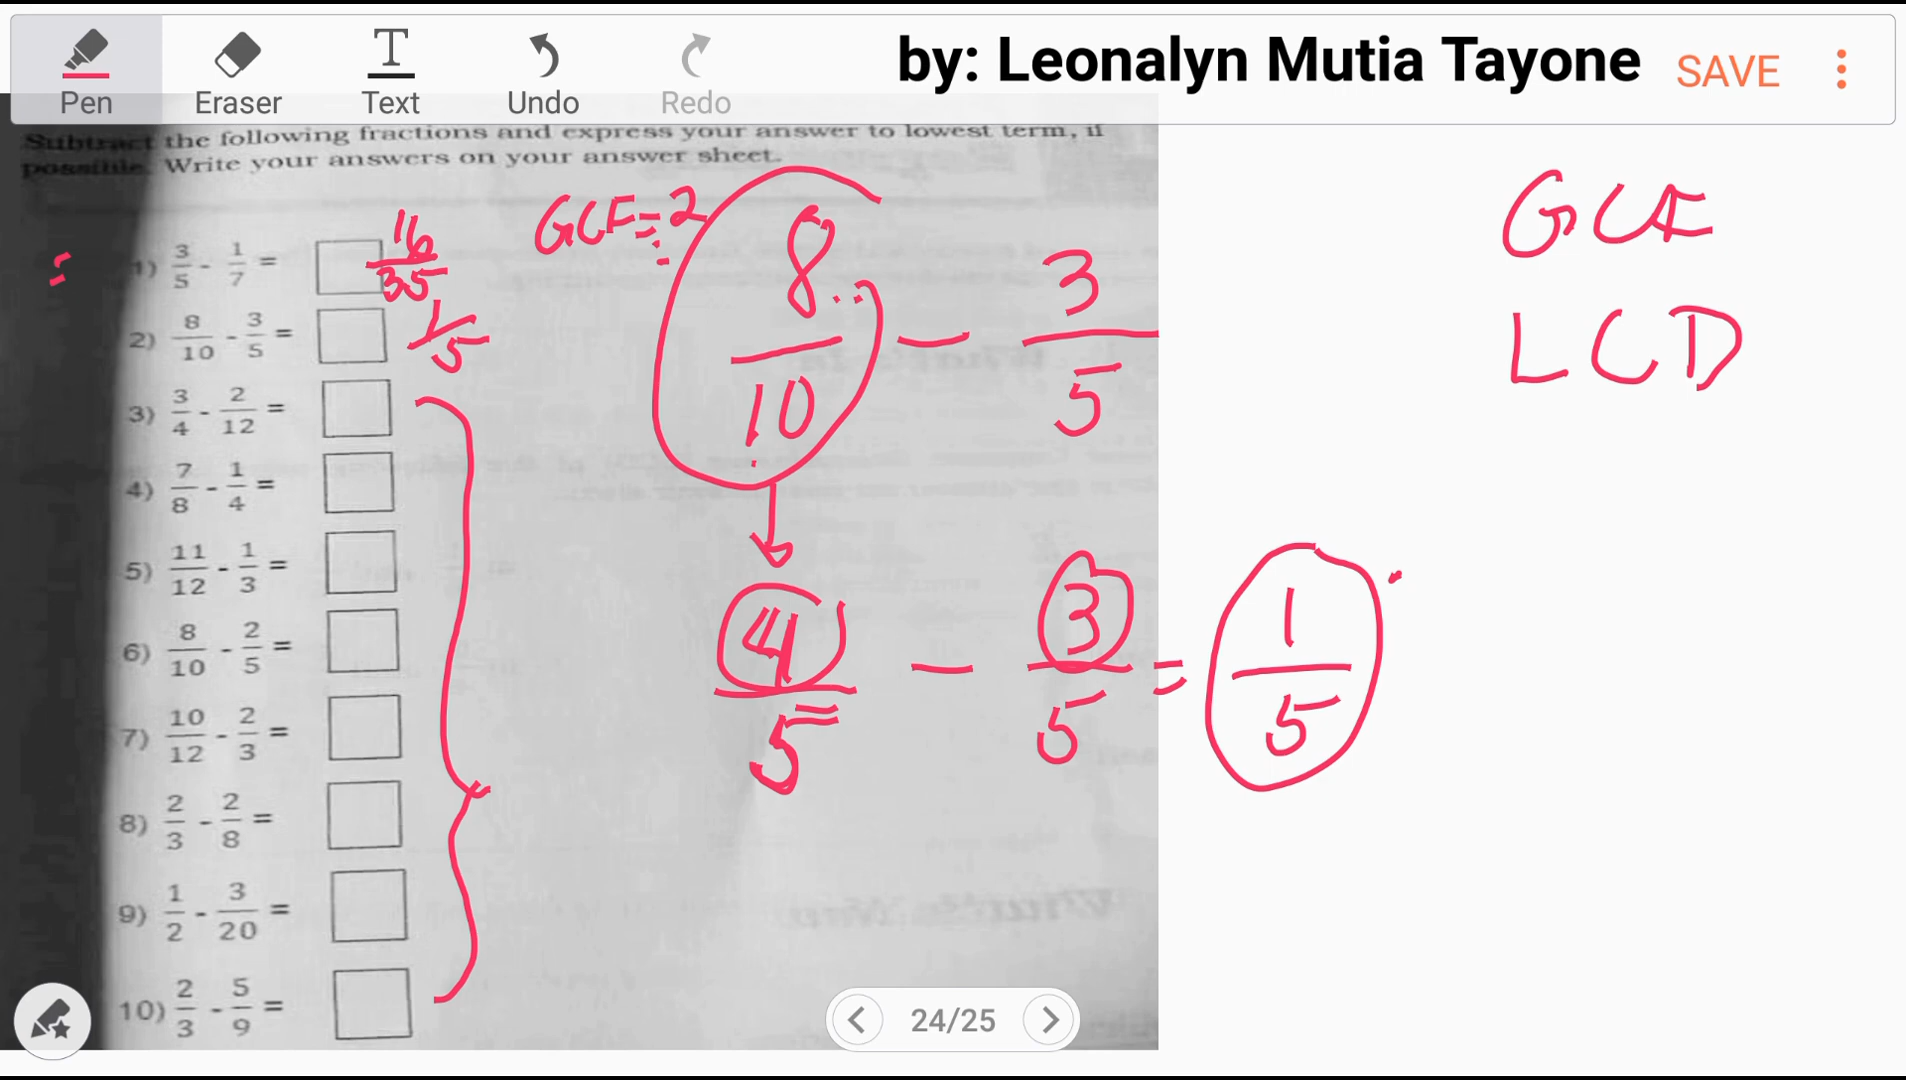 Pen Eraser Text Undo Redo by: Leonalyn Mutia Tayone SAVE
Subtract the following fractions and express your answer to lowest term, if
possible. Write your answers on your answer sheet.
1) 3/5 - 1/7 = 16/35
2) 8/10 - 3/5 = 1/5
3) 3/4 - 2/12 =
4) 7/8 - 1/4 =
5) 11/12 - 1/3 =
6) 8/10 - 2/5 =
7) 10/12 - 2/3 =
8) 2/3 - 2/8 =
9) 1/2 - 3/20 =
10) 2/3 - 5/9 =
GCF = 2
8/10 - 3/5
4/5 - 3/5 = 1/5
GCF
LCD
24/25